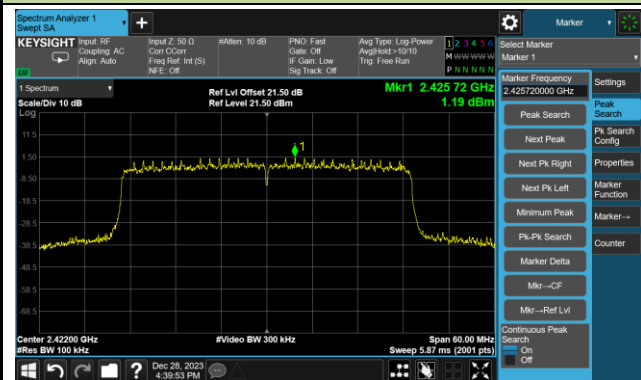 Spectrum Analyzer 1
Swept SA
Marker
KEYSIGHT
Input: RF
Coupling: AC
Align: Auto
Input Z: 50 Ω
Corr CCorr
Freq Ref: Int (S)
NFE: Off
#Atten: 10 dB
PNO: Fast
Gate: Off
IF Gain: Low
Sig Track: Off
Avg Type: Log-Power
Avg|Hold:>10/10
Trig: Free Run
1 2 3 4 5 6
M W W W W W
P N N N N N
LXI
Select Marker
Marker 1
1 Spectrum
Scale/Div 10 dB
Log
Ref Lvl Offset 21.50 dB
Ref Level 21.50 dBm
Mkr1 2.425 72 GHz
1.19 dBm
11.5
1.50
-8.50
-18.5
-28.5
-38.5
-48.5
-58.5
-68.5
1
Center 2.42200 GHz
#Res BW 100 kHz
#Video BW 300 kHz
Span 60.00 MHz
Sweep 5.87 ms (2001 pts)
Marker Frequency
2.425720000 GHz
Peak Search
Next Peak
Next Pk Right
Next Pk Left
Minimum Peak
Pk-Pk Search
Marker Delta
Mkr→CF
Mkr→Ref Lvl
Continuous Peak
Search
On
Off
Settings
Peak
Search
Pk Search
Config
Properties
Marker
Function
Marker→
Counter
?
Dec 28, 2023
4:39:53 PM